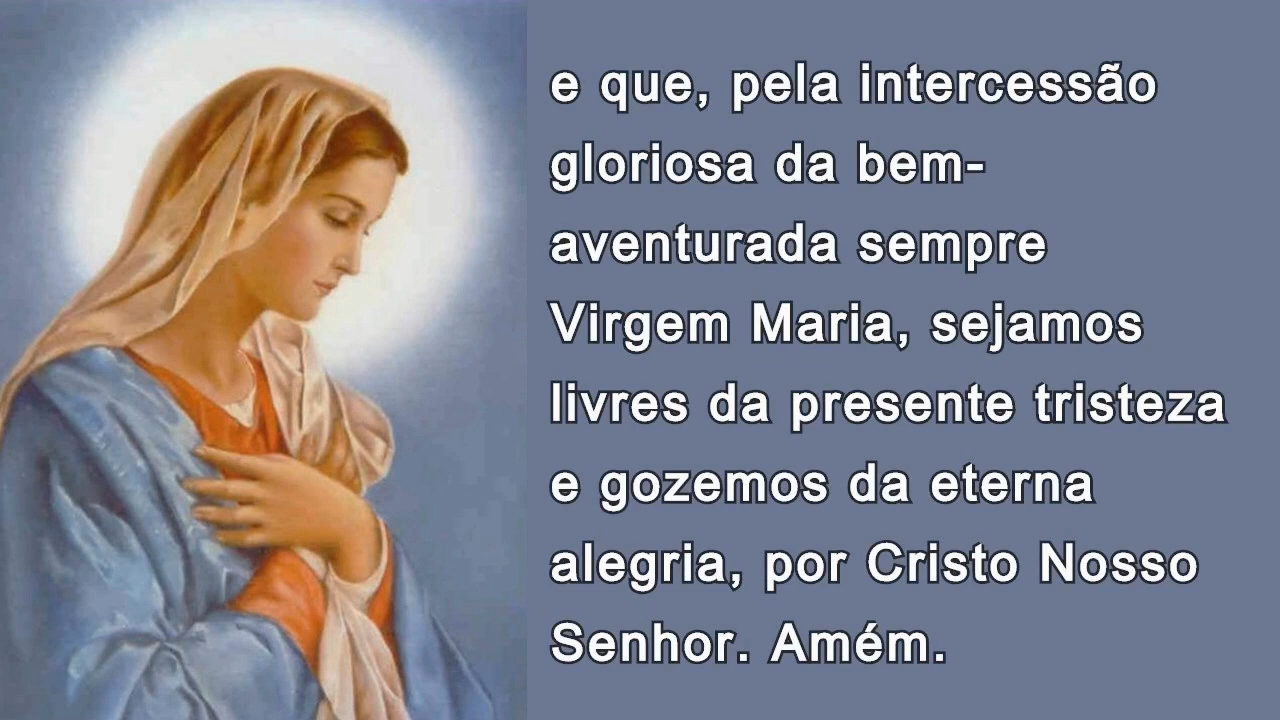 e que, pela intercessão
gloriosa da bem-
aventurada sempre
Virgem Maria, sejamos
livres da presente tristeza
e gozemos da eterna
alegria, por Cristo Nosso
Senhor. Amém.